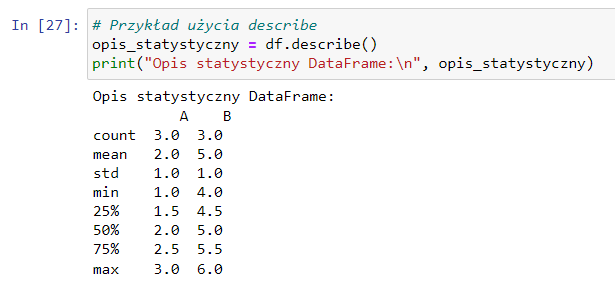 In [27]: # Przykład użycia describe
opis_statystyczny = df.describe()
print("Opis statystyczny DataFrame:\n", opis_statystyczny)
Opis statystyczny DataFrame:
A B
count 3.0 3.0
mean 2.0 5.0
std 1.0 1.0
min 1.0 4.0
25% 1.5 4.5
50% 2.0 5.0
75% 2.5 5.5
max 3.0 6.0